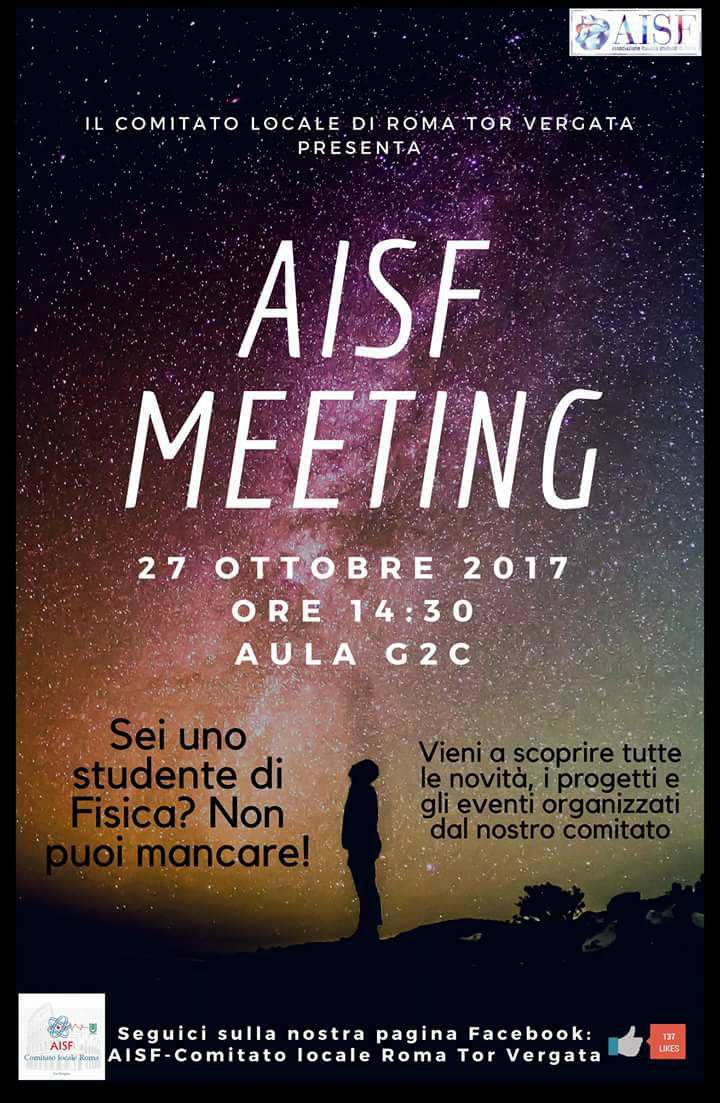 AISF
IL COMITATO LOCALE DI ROMA TOR VERGATA
PRESENTA
AISF
MEETING
27 OTTOBRE 2017
ORE 14:30
AULA G2C
Sei uno
studente di
Fisica? Non
puoi mancare!
Vieni a scoprire tutte
le novità, i progetti e
gli eventi organizzati
dal nostro comitato
AISF
Comitato locale Roma
Seguici sulla nostra pagina Facebook:
AISF-Comitato locale Roma Tor Vergata
137
LIKES